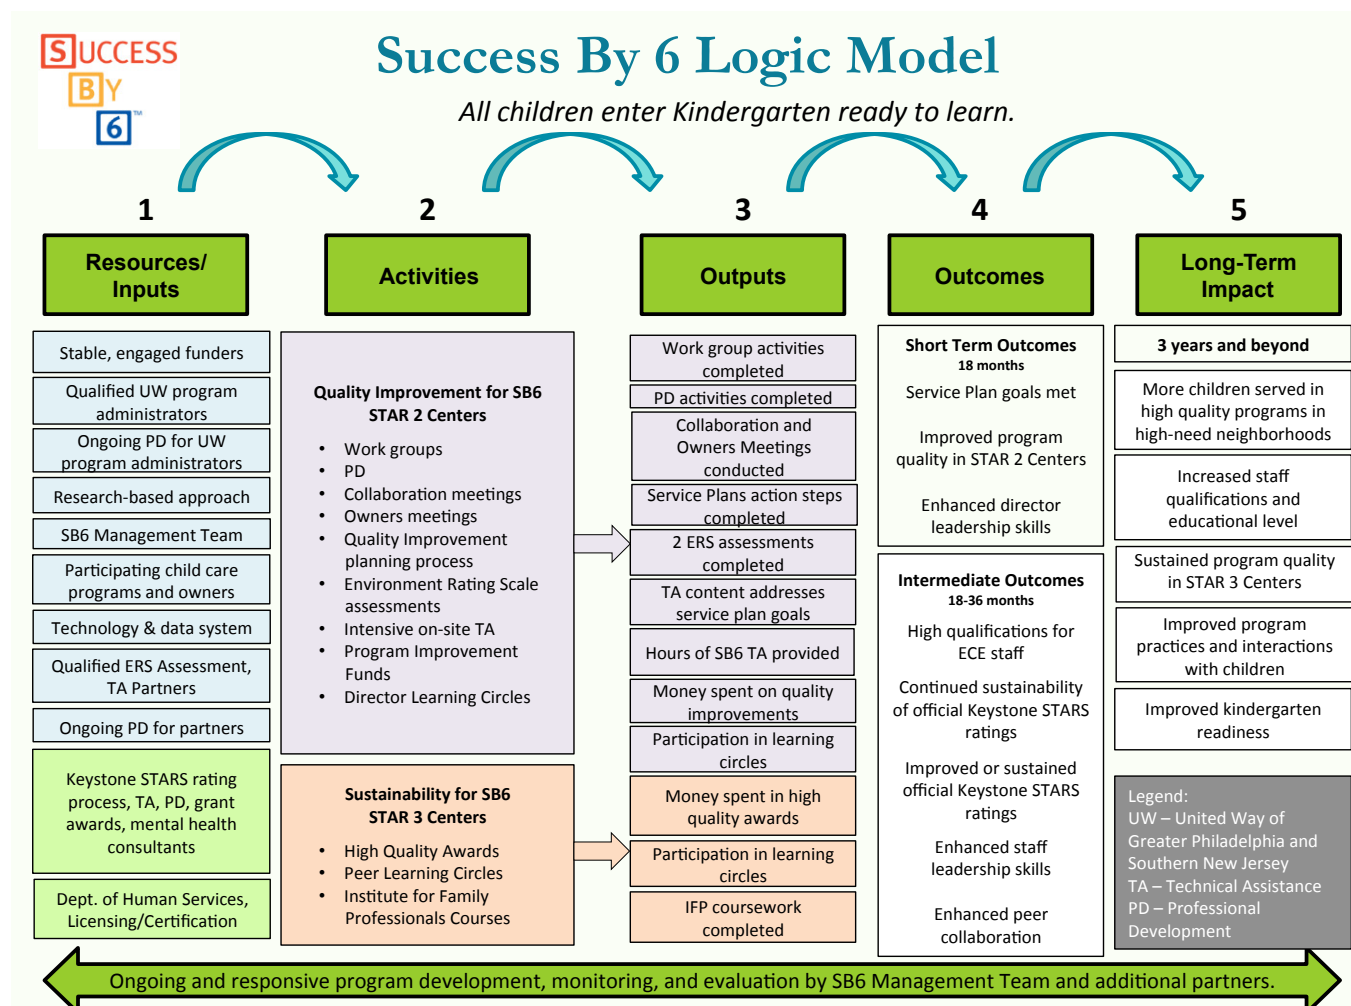 SUCCESS
BY
6™
Success By 6 Logic Model
All children enter Kindergarten ready to learn.
1
2
3
4
5
Resources/
Inputs
Activities
Outputs
Outcomes
Long-Term
Impact
Stable, engaged funders
Qualified UW program
administrators
Ongoing PD for UW
program administrators
Research-based approach
SB6 Management Team
Participating child care
programs and owners
Technology & data system
Qualified ERS Assessment,
TA Partners
Ongoing PD for partners
Keystone STARS rating
process, TA, PD, grant
awards, mental health
consultants
Dept. of Human Services,
Licensing/Certification
Quality Improvement for SB6
STAR 2 Centers
• Work groups
• PD
• Collaboration meetings
• Owners meetings
• Quality Improvement
planning process
• Environment Rating Scale
assessments
• Intensive on-site TA
• Program Improvement
Funds
• Director Learning Circles
Sustainability for SB6
STAR 3 Centers
• High Quality Awards
• Peer Learning Circles
• Institute for Family
Professionals Courses
Work group activities
completed
PD activities completed
Collaboration and
Owners Meetings
conducted
Service Plans action steps
completed
2 ERS assessments
completed
TA content addresses
service plan goals
Hours of SB6 TA provided
Money spent on quality
improvements
Participation in learning
circles
Money spent in high
quality awards
Participation in learning
circles
IFP coursework
completed
Short Term Outcomes
18 months
Service Plan goals met
Improved program
quality in STAR 2 Centers
Enhanced director
leadership skills
Intermediate Outcomes
18-36 months
High qualifications for
ECE staff
Continued sustainability
of official Keystone STARS
ratings
Improved or sustained
official Keystone STARS
ratings
Enhanced staff
leadership skills
Enhanced peer
collaboration
3 years and beyond
More children served in
high quality programs in
high-need neighborhoods
Increased staff
qualifications and
educational level
Sustained program quality
in STAR 3 Centers
Improved program
practices and interactions
with children
Improved kindergarten
readiness
Legend:
UW – United Way of
Greater Philadelphia and
Southern New Jersey
TA – Technical Assistance
PD – Professional
Development
Ongoing and responsive program development, monitoring, and evaluation by SB6 Management Team and additional partners.